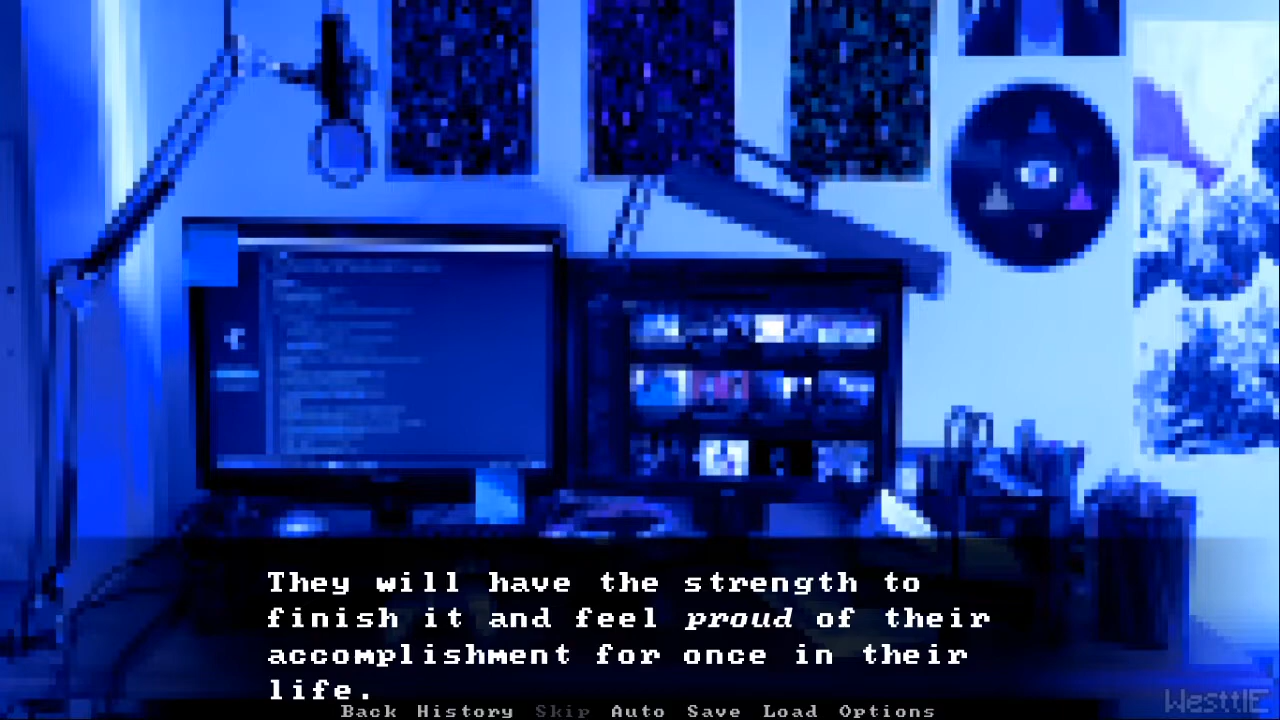 They will have the strength to
finish it and feel proud of their
accomplishment for once in their
life.
Back History Skip Auto Save Load Options
WesttIE